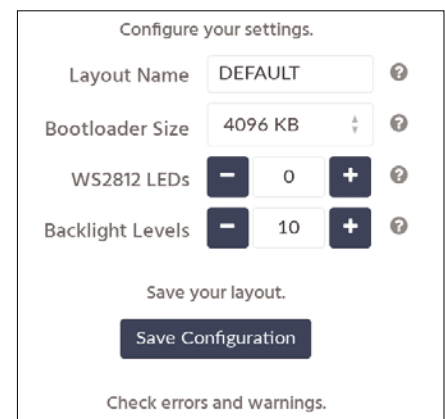 Configure your settings.
Layout Name DEFAULT ?
Bootloader Size 4096 KB ?
WS2812 LEDs - 0 + ?
Backlight Levels - 10 + ?
Save your layout.
Save Configuration
Check errors and warnings.